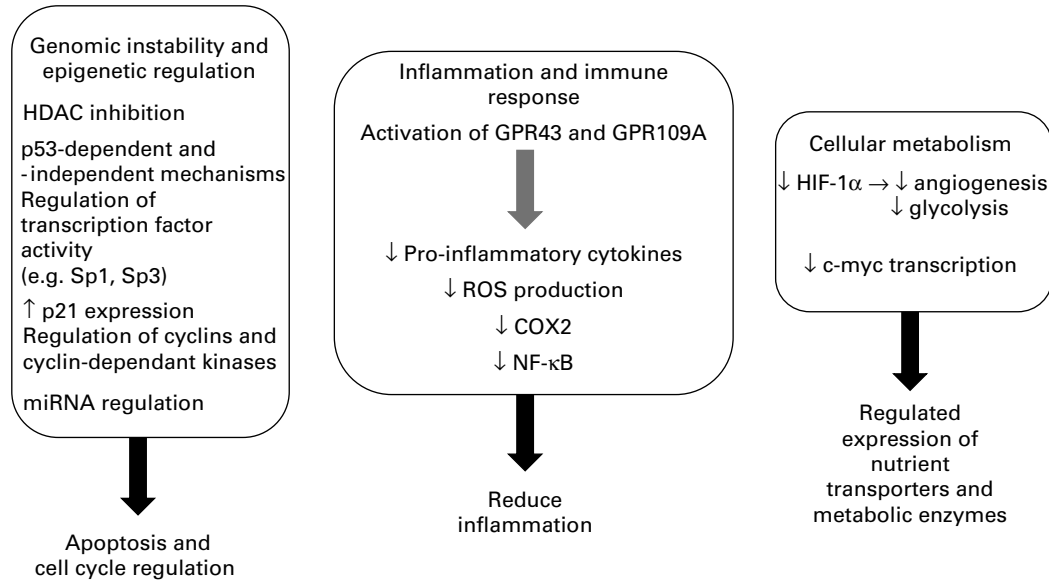 Genomic instability and
epigenetic regulation
HDAC inhibition
p53-dependent and
-independent mechanisms
Regulation of
transcription factor
activity
(e.g. Sp1, Sp3)
↑ p21 expression
Regulation of cyclins and
cyclin-dependant kinases
miRNA regulation
Apoptosis and
cell cycle regulation
Inflammation and immune
response
Activation of GPR43 and GPR109A
↓ Pro-inflammatory cytokines
↓ ROS production
↓ COX2
↓ NF-κB
Reduce
inflammation
Cellular metabolism
↓ HIF-1α → ↓ angiogenesis
↓ glycolysis
↓ c-myc transcription
Regulated
expression of
nutrient
transporters and
metabolic enzymes